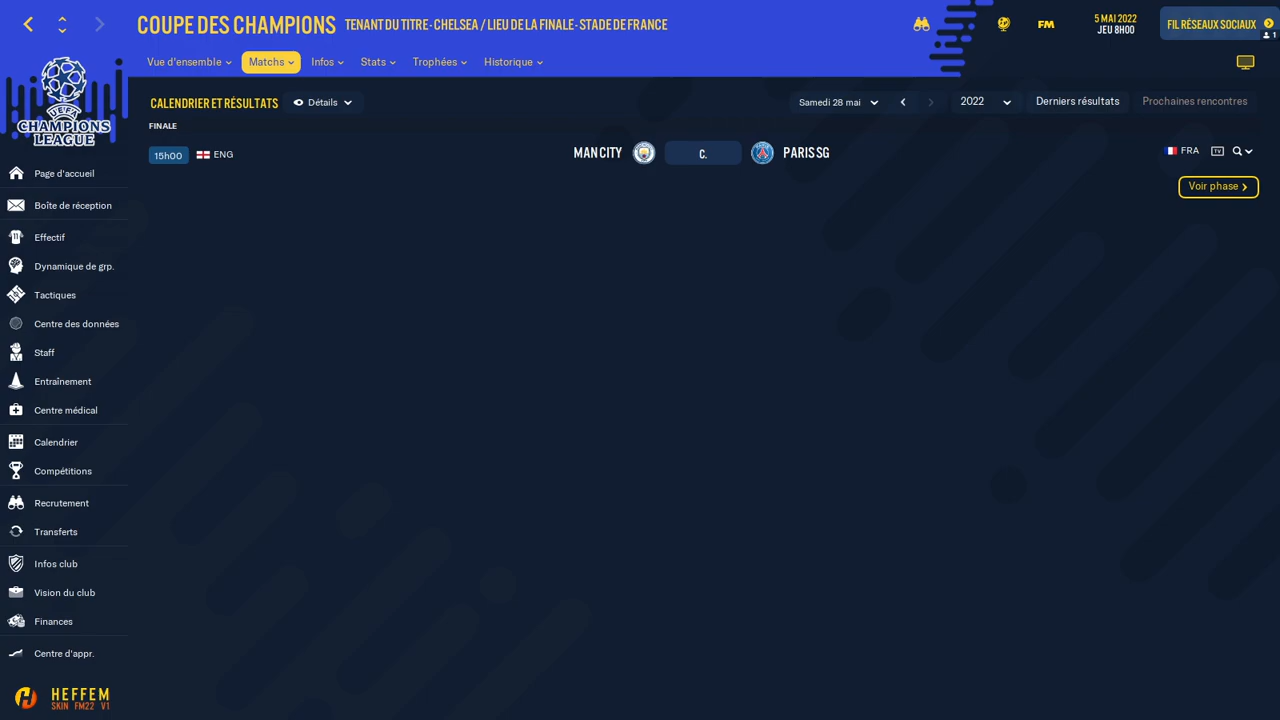 COUPE DES CHAMPIONS TENANT DU TITRE - CHELSEA / LIEU DE LA FINALE - STADE DE FRANCE
FM
5 MAI 2022
JEU 8H00
FIL RÉSEAUX SOCIAUX
1
Vue d'ensemble Matchs Infos Stats Trophées Historique
UEFA
CHAMPIONS
LEAGUE
CALENDRIER ET RÉSULTATS Détails Samedi 28 mai 2022 Derniers résultats Prochaines rencontres
FINALE
15h00 ENG MAN CITY C. PARIS SG FRA TV
Voir phase
Page d'accueil
Boîte de réception
Effectif
Dynamique de grp.
Tactiques
Centre des données
Staff
Entraînement
Centre médical
Calendrier
Compétitions
Recrutement
Transferts
Infos club
Vision du club
Finances
Centre d'appr.
HEFFEM
SKIN FM22 V1